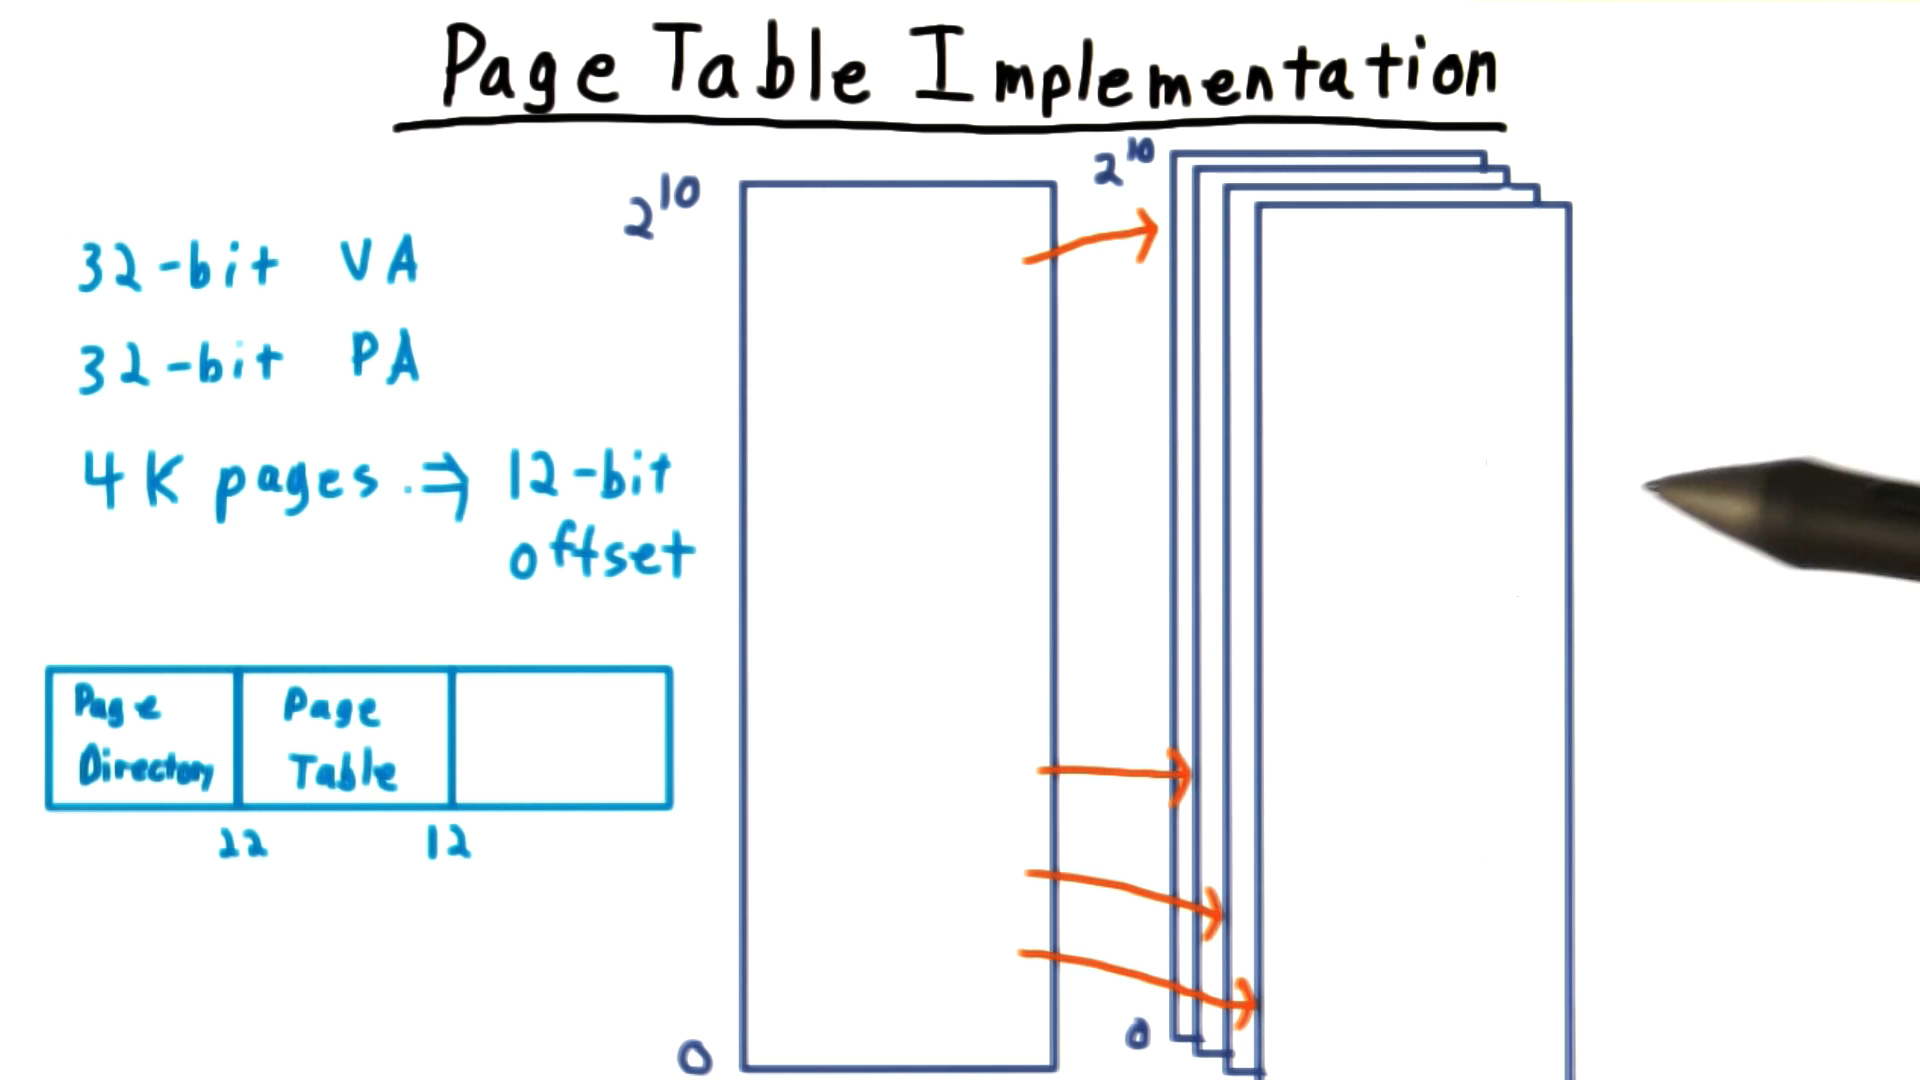 Page Table Implementation
32-bit VA
32-bit PA
4K pages ⇒ 12-bit
offset
Page
Directory
Page
Table
22
12
2^10
0
2^10
0